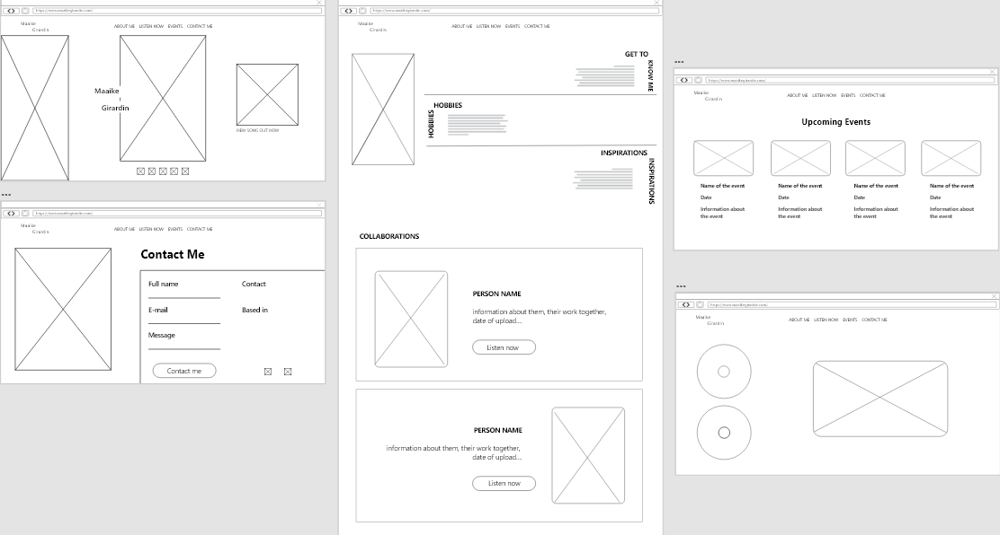 https://www.maaikegirardin.com/
Maaike
Girardin
ABOUT ME LISTEN NOW EVENTS CONTACT ME
Maaike
Girardin
NEW SONG OUT NOW
https://www.maaikegirardin.com/
Maaike
Girardin
ABOUT ME LISTEN NOW EVENTS CONTACT ME
Contact Me
Full name
Contact
E-mail
Based in
Message
Contact me
https://www.maaikegirardin.com/
Maaike
Girardin
ABOUT ME LISTEN NOW EVENTS CONTACT ME
GET TO
KNOW ME
HOBBIES
HOBBIES
INSPIRATIONS
INSPIRATIONS
COLLABORATIONS
PERSON NAME
information about them, their work together,
date of upload....
Listen now
PERSON NAME
information about them, their work together,
date of upload....
Listen now
https://www.maaikegirardin.com/
Maaike
Girardin
ABOUT ME LISTEN NOW EVENTS CONTACT ME
Upcoming Events
Name of the event
Date
Information about
the event
Name of the event
Date
Information about
the event
Name of the event
Date
Information about
the event
Name of the event
Date
Information about
the event
https://www.maaikegirardin.com/
Maaike
Girardin
ABOUT ME LISTEN NOW EVENTS CONTACT ME